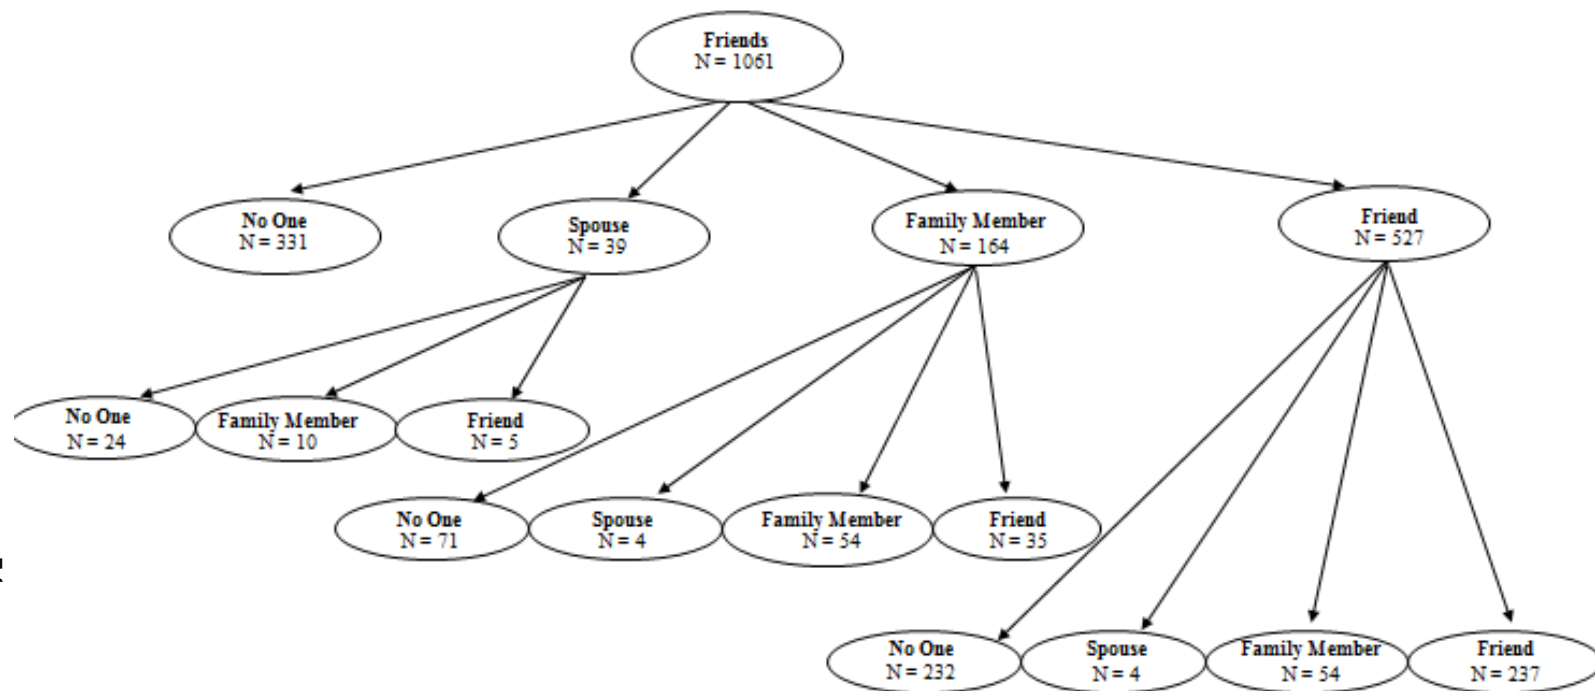 Friends
N = 1061
No One
N = 331
Spouse
N = 39
Family Member
N = 164
Friend
N = 527
No One
N = 24
Family Member
N = 10
Friend
N = 5
No One
N = 71
Spouse
N = 4
Family Member
N = 54
Friend
N = 35
No One
N = 232
Spouse
N = 4
Family Member
N = 54
Friend
N = 237